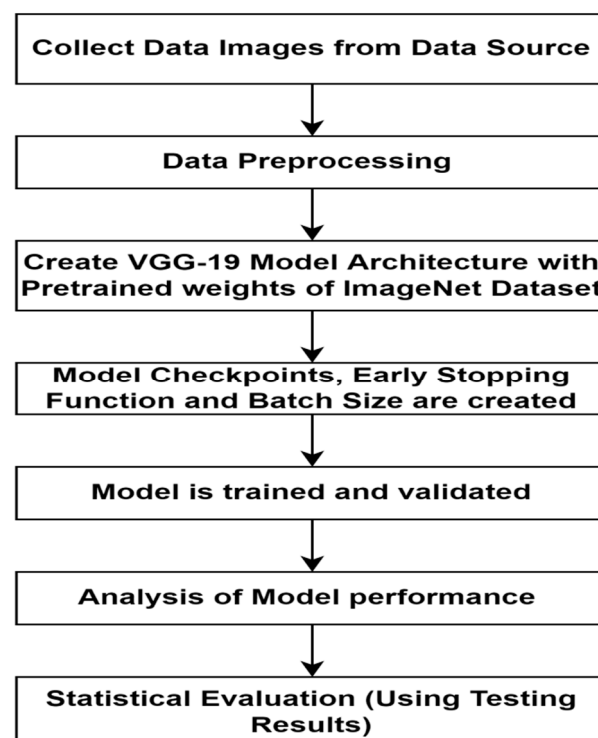 Collect Data Images from Data Source
Data Preprocessing
Create VGG-19 Model Architecture with
Pretrained weights of ImageNet Dataset
Model Checkpoints, Early Stopping
Function and Batch Size are created
Model is trained and validated
Analysis of Model performance
Statistical Evaluation (Using Testing
Results)